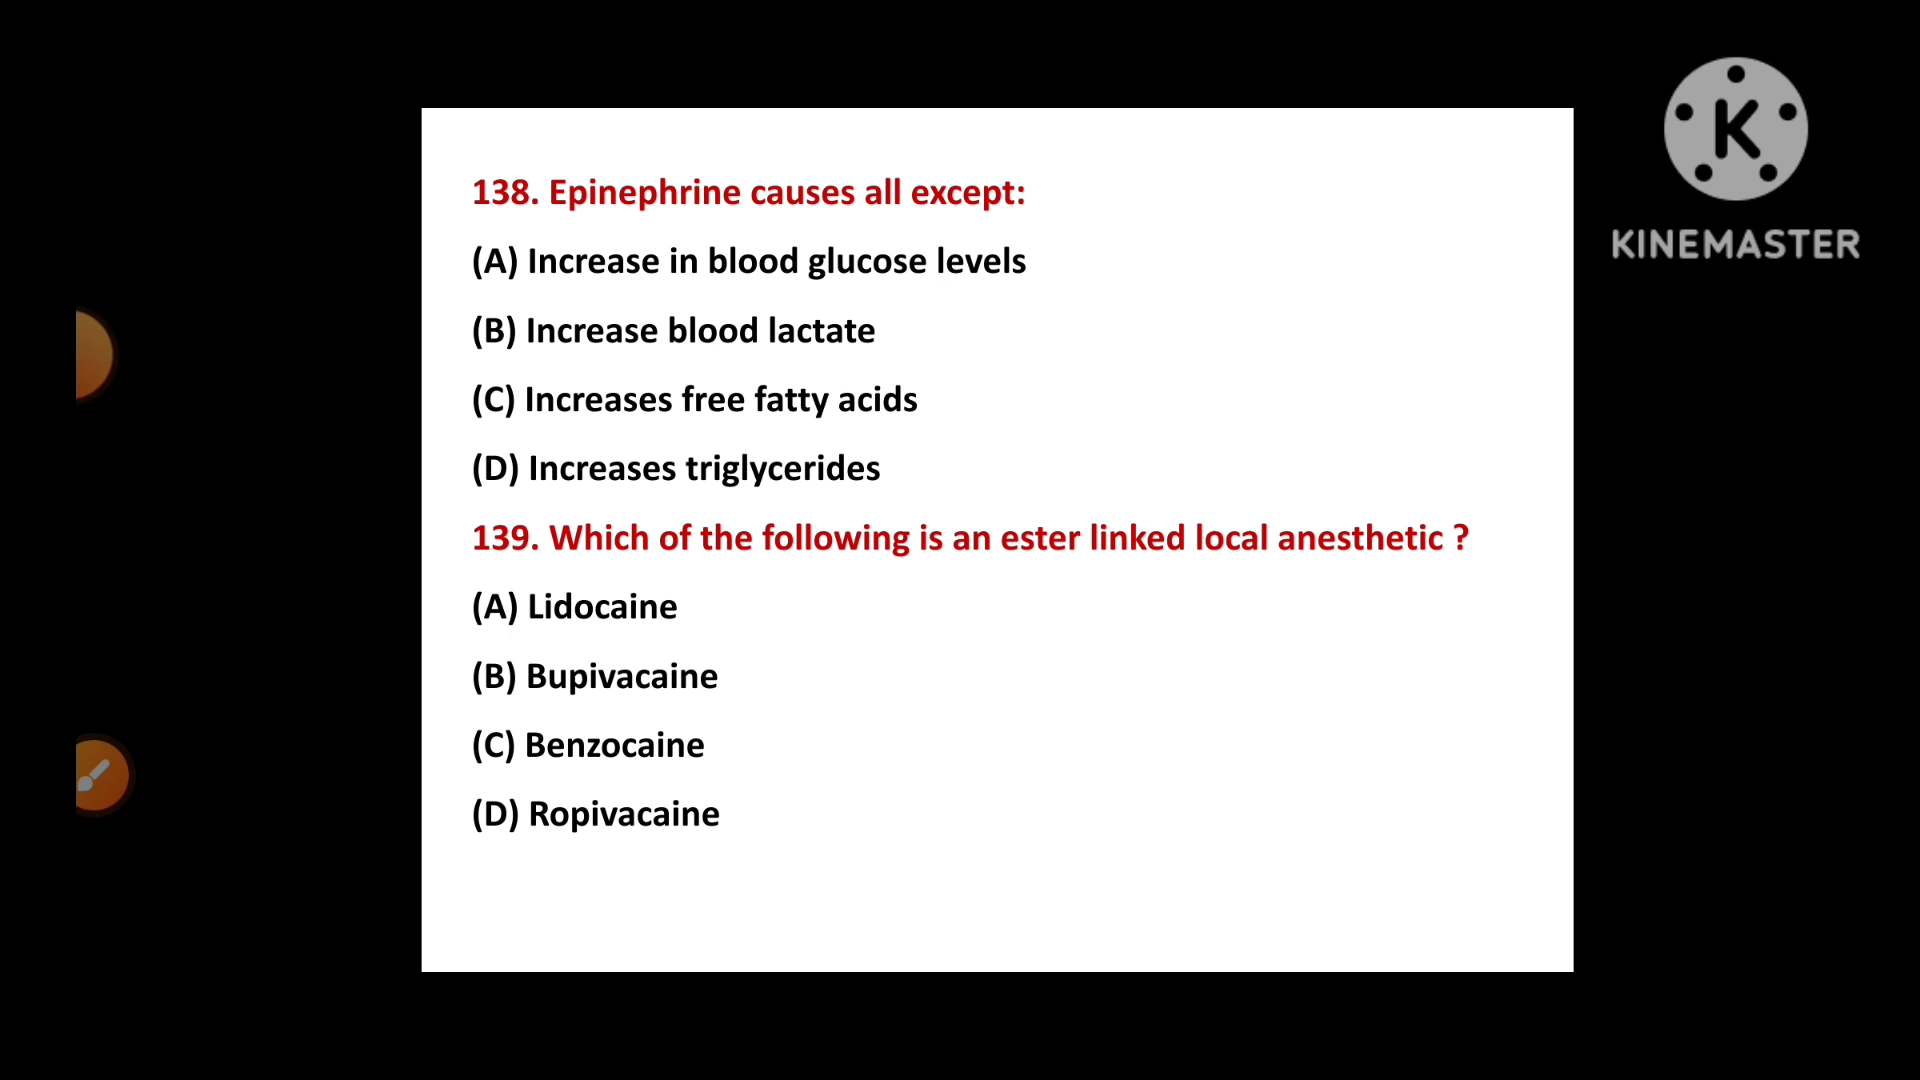 138. Epinephrine causes all except:
(A) Increase in blood glucose levels
(B) Increase blood lactate
(C) Increases free fatty acids
(D) Increases triglycerides
139. Which of the following is an ester linked local anesthetic ?
(A) Lidocaine
(B) Bupivacaine
(C) Benzocaine
(D) Ropivacaine
K
KINEMASTER